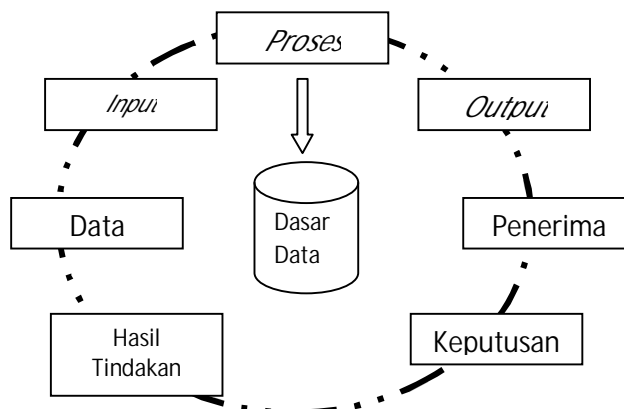 Proses
Input
Output
Data
Dasar
Data
Penerima
Hasil
Tindakan
Keputusan